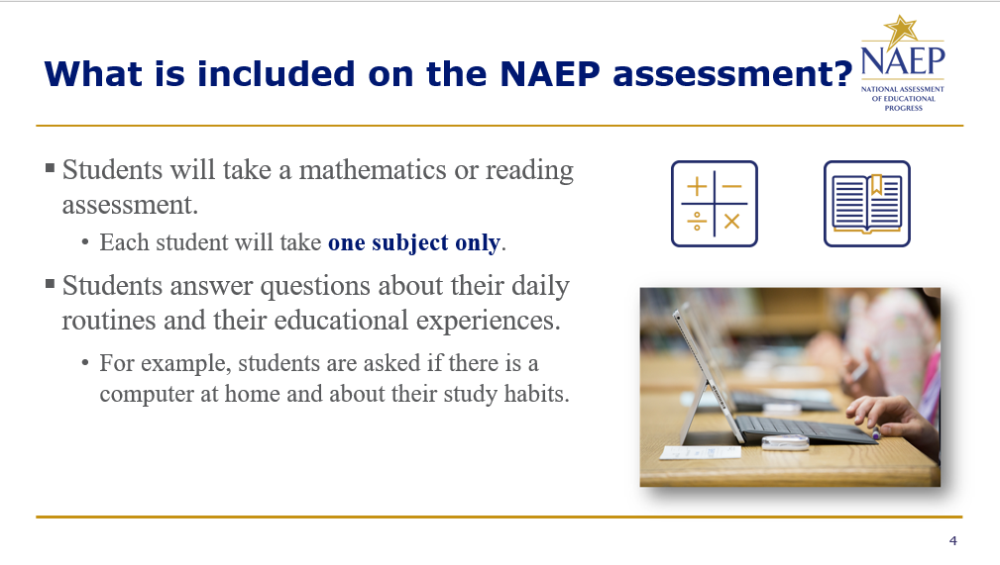 What is included on the NAEP assessment?
NAEP
NATIONAL ASSESSMENT
OF EDUCATIONAL
PROGRESS
▪ Students will take a mathematics or reading
assessment.
• Each student will take one subject only.
▪ Students answer questions about their daily
routines and their educational experiences.
• For example, students are asked if there is a
computer at home and about their study habits.
4